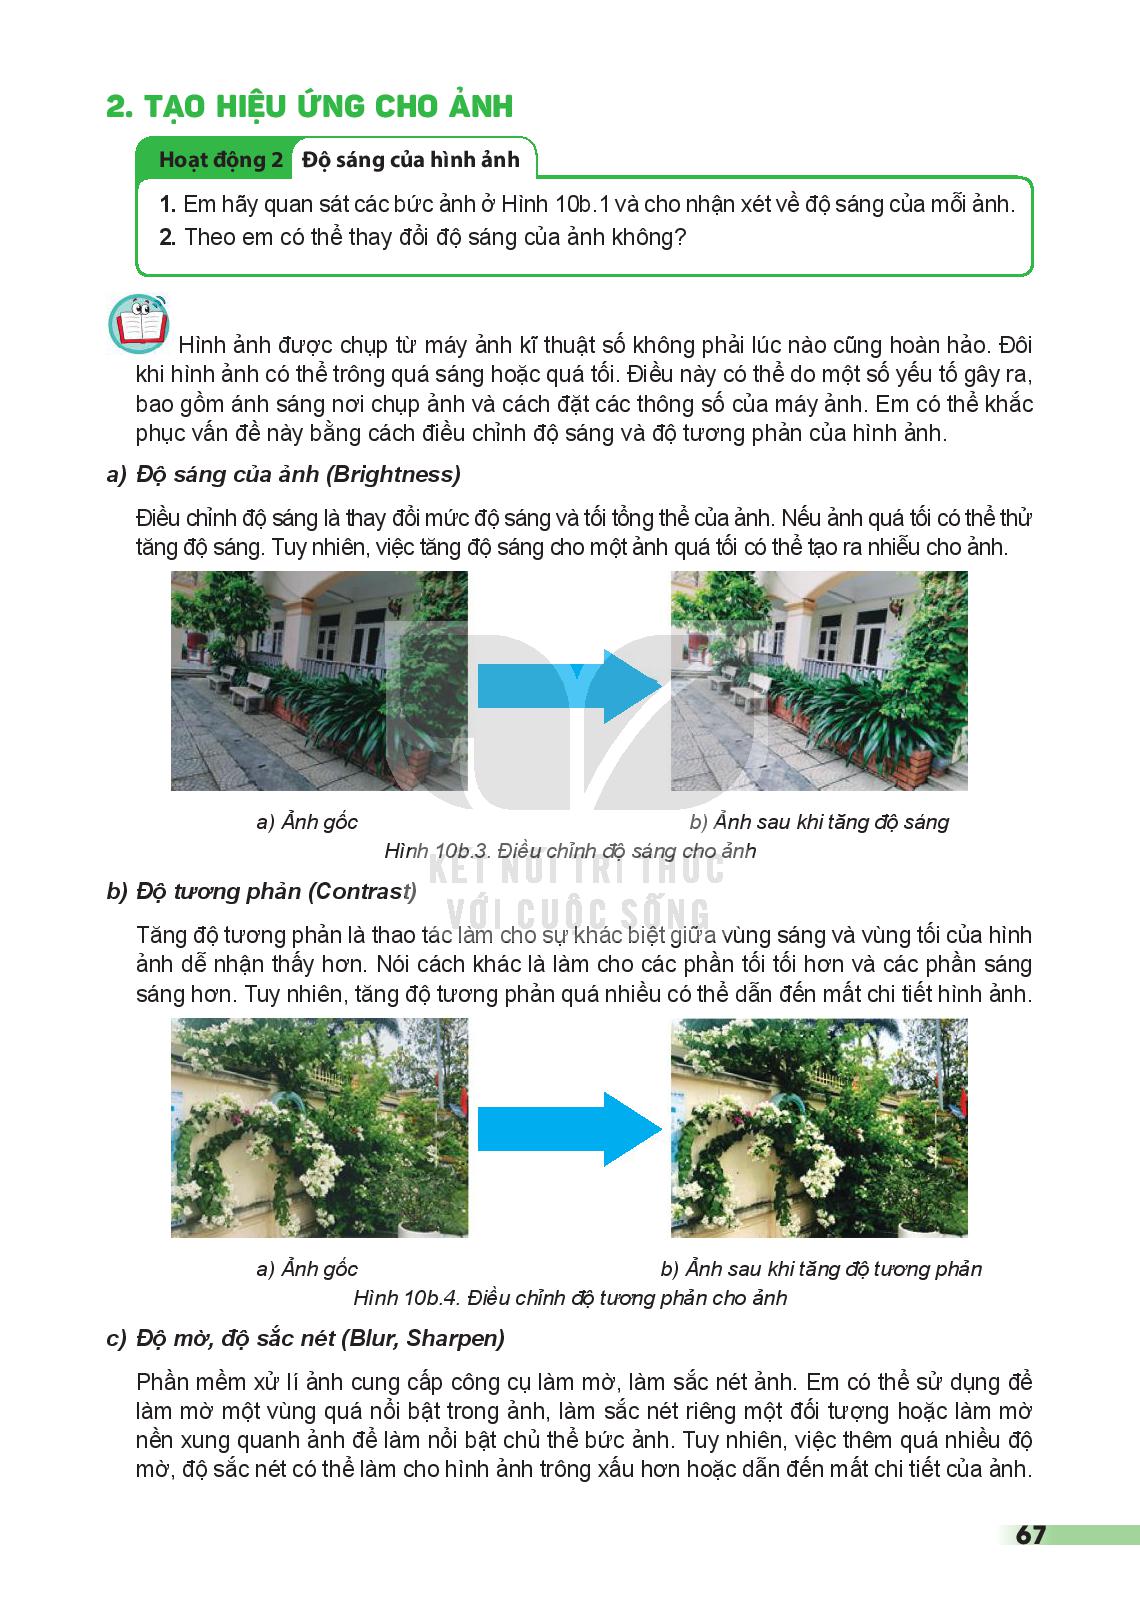 2. TẠO HIỆU ỨNG CHO ẢNH
Hoạt động 2 Độ sáng của hình ảnh
1. Em hãy quan sát các bức ảnh ở Hình 10b.1 và cho nhận xét về độ sáng của mỗi ảnh.
2. Theo em có thể thay đổi độ sáng của ảnh không?
Hình ảnh được chụp từ máy ảnh kĩ thuật số không phải lúc nào cũng hoàn hảo. Đôi
khi hình ảnh có thể trông quá sáng hoặc quá tối. Điều này có thể do một số yếu tố gây ra,
bao gồm ánh sáng nơi chụp ảnh và cách đặt các thông số của máy ảnh. Em có thể khắc
phục vấn đề này bằng cách điều chỉnh độ sáng và độ tương phản của hình ảnh.
a) Độ sáng của ảnh (Brightness)
Điều chỉnh độ sáng là thay đổi mức độ sáng và tối tổng thể của ảnh. Nếu ảnh quá tối có thể thử
tăng độ sáng. Tuy nhiên, việc tăng độ sáng cho một ảnh quá tối có thể tạo ra nhiễu cho ảnh.
a) Ảnh gốc
b) Ảnh sau khi tăng độ sáng
Hình 10b.3. Điều chỉnh độ sáng cho ảnh
KẾT NỐI TRI THỨC
VỚI CUỘC SỐNG
b) Độ tương phản (Contrast)
Tăng độ tương phản là thao tác làm cho sự khác biệt giữa vùng sáng và vùng tối của hình
ảnh dễ nhận thấy hơn. Nói cách khác là làm cho các phần tối tối hơn và các phần sáng
sáng hơn. Tuy nhiên, tăng độ tương phản quá nhiều có thể dẫn đến mất chi tiết hình ảnh.
a) Ảnh gốc
b) Ảnh sau khi tăng độ tương phản
Hình 10b.4. Điều chỉnh độ tương phản cho ảnh
c) Độ mờ, độ sắc nét (Blur, Sharpen)
Phần mềm xử lí ảnh cung cấp công cụ làm mờ, làm sắc nét ảnh. Em có thể sử dụng để
làm mờ một vùng quá nổi bật trong ảnh, làm sắc nét riêng một đối tượng hoặc làm mờ
nền xung quanh ảnh để làm nổi bật chủ thể bức ảnh. Tuy nhiên, việc thêm quá nhiều độ
mờ, độ sắc nét có thể làm cho hình ảnh trông xấu hơn hoặc dẫn đến mất chi tiết của ảnh.
67